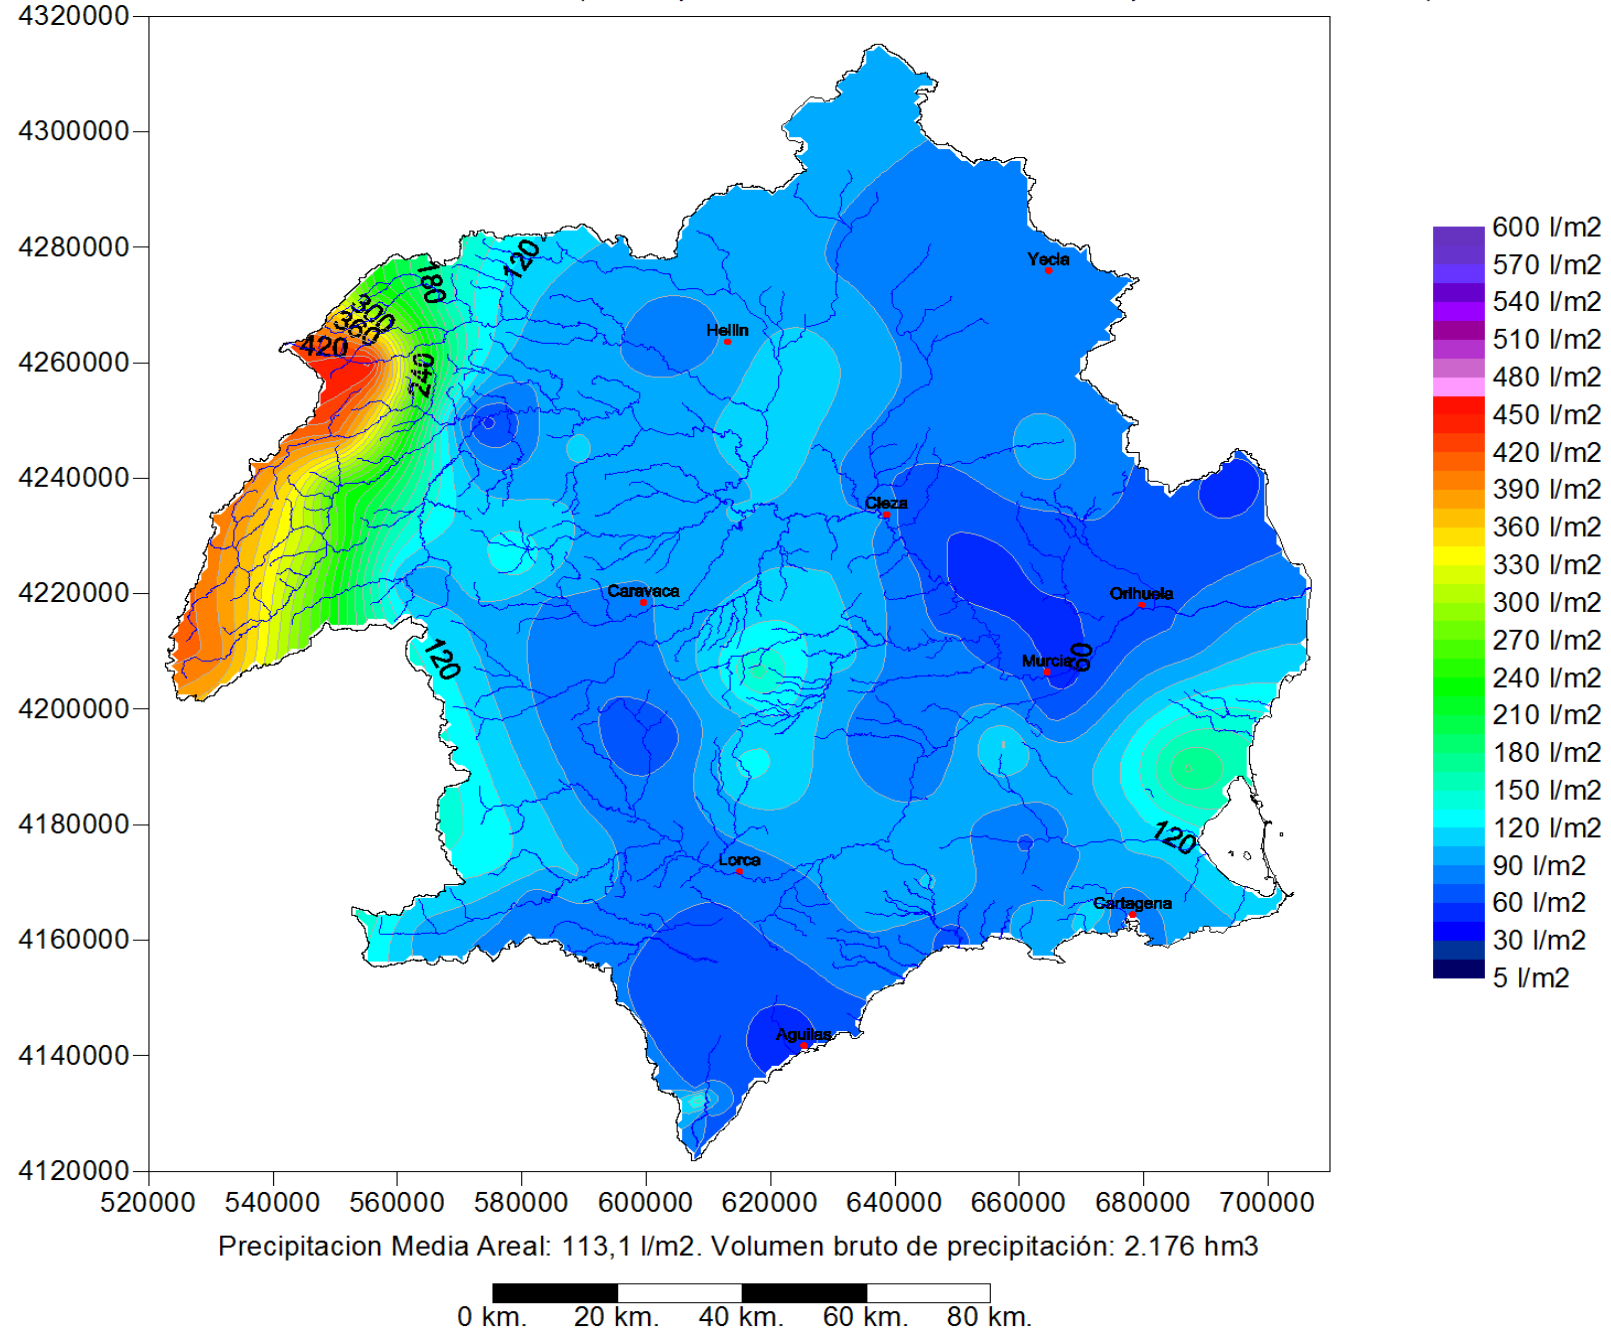 4320000
4300000
4280000
4260000
4240000
4220000
4200000
4180000
4160000
4140000
4120000
520000 540000 560000 580000 600000 620000 640000 660000 680000 700000
120
180
300
360
420
240
Yecla
Hellin
Cieza
Caravaca
Orihuela
60
Murcia
120
120
Lorca
Cartagena
Aguilas
600 l/m2
570 l/m2
540 l/m2
510 l/m2
480 l/m2
450 l/m2
420 l/m2
390 l/m2
360 l/m2
330 l/m2
300 l/m2
270 l/m2
240 l/m2
210 l/m2
180 l/m2
150 l/m2
120 l/m2
90 l/m2
60 l/m2
30 l/m2
5 l/m2
Precipitacion Media Areal: 113,1 l/m2. Volumen bruto de precipitación: 2.176 hm3
0 km. 20 km. 40 km. 60 km. 80 km.